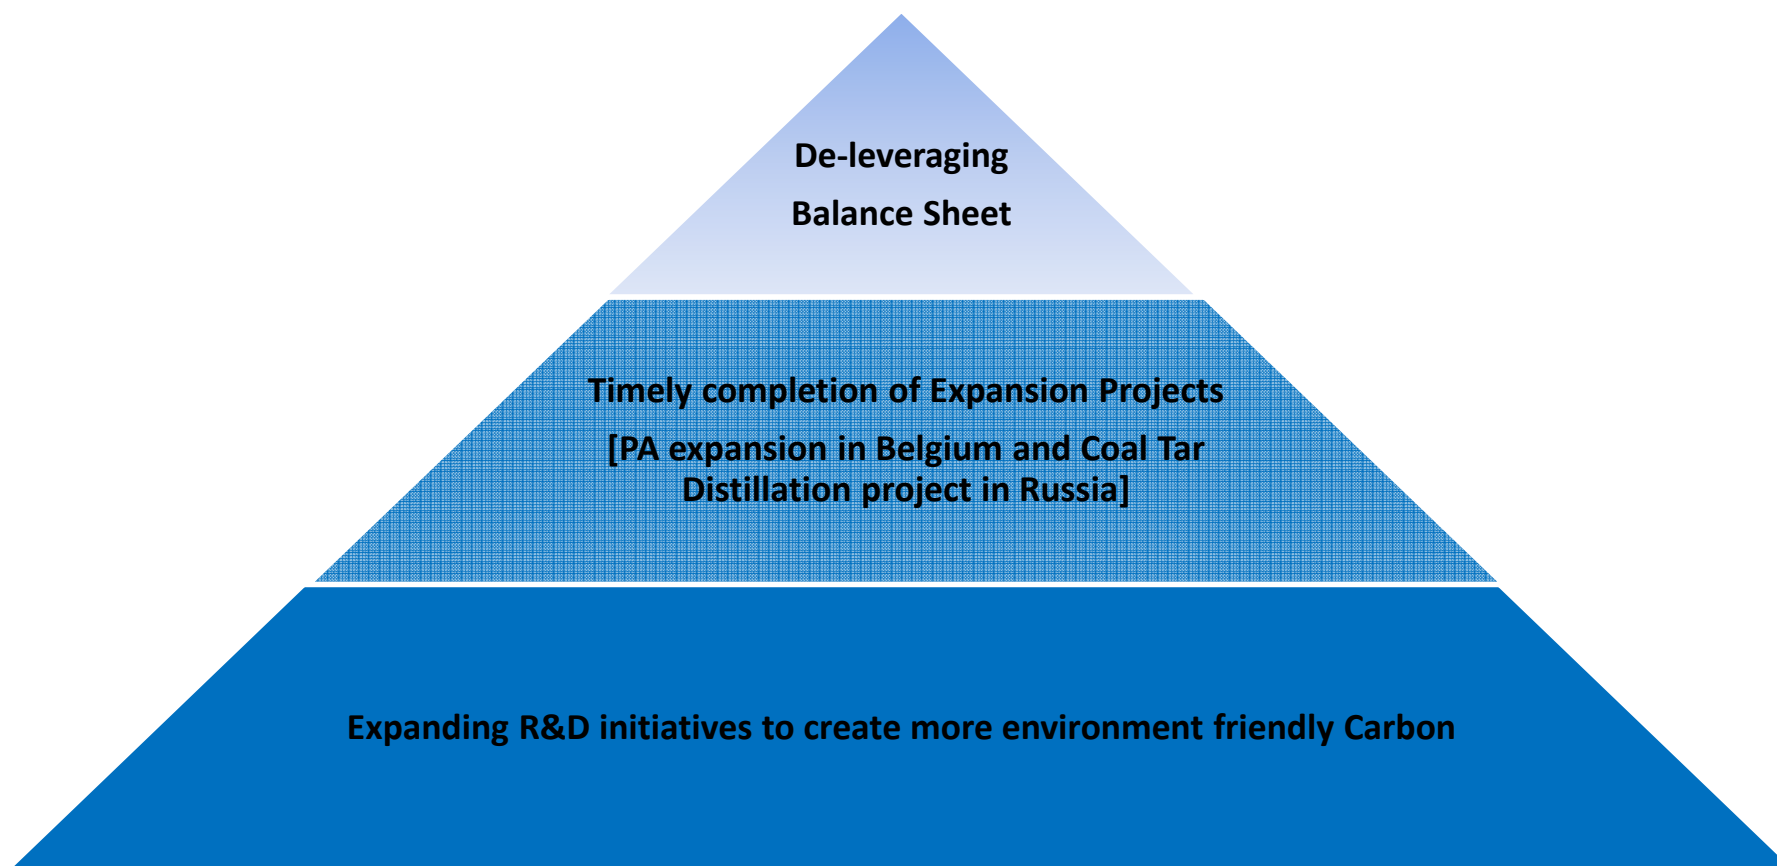 De-leveraging
Balance Sheet
Timely completion of Expansion Projects
[PA expansion in Belgium and Coal Tar
Distillation project in Russia]
Expanding R&D initiatives to create more environment friendly Carbon